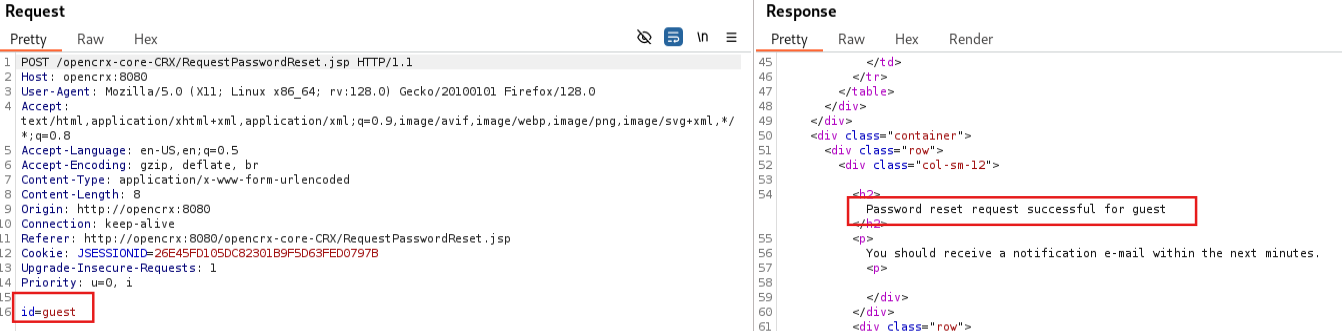 Request
Pretty Raw Hex \n
1 POST /opencrx-core-CRX/RequestPasswordReset.jsp HTTP/1.1
2 Host: opencrx:8080
3 User-Agent: Mozilla/5.0 (X11; Linux x86_64; rv:128.0) Gecko/20100101 Firefox/128.0
4 Accept:
text/html,application/xhtml+xml,application/xml;q=0.9,image/avif,image/webp,image/png,image/svg+xml,*/
*;q=0.8
5 Accept-Language: en-US,en;q=0.5
6 Accept-Encoding: gzip, deflate, br
7 Content-Type: application/x-www-form-urlencoded
8 Content-Length: 8
9 Origin: http://opencrx:8080
10 Connection: keep-alive
11 Referer: http://opencrx:8080/opencrx-core-CRX/RequestPasswordReset.jsp
12 Cookie: JSESSIONID=26E45FD105DC82301B9F5D63FED0797B
13 Upgrade-Insecure-Requests: 1
14 Priority: u=0, i
15
16 id=guest
Response
Pretty Raw Hex Render
45 </td>
46 </tr>
47 </table>
48 </div>
49 </div>
50 <div class="container">
51 <div class="row">
52 <div class="col-sm-12">
53
54 <h2>
Password reset request successful for guest
</h2>
55 <p>
56 You should receive a notification e-mail within the next minutes.
57 <p>
58
59 </div>
60 </div>
61 <div class="row">